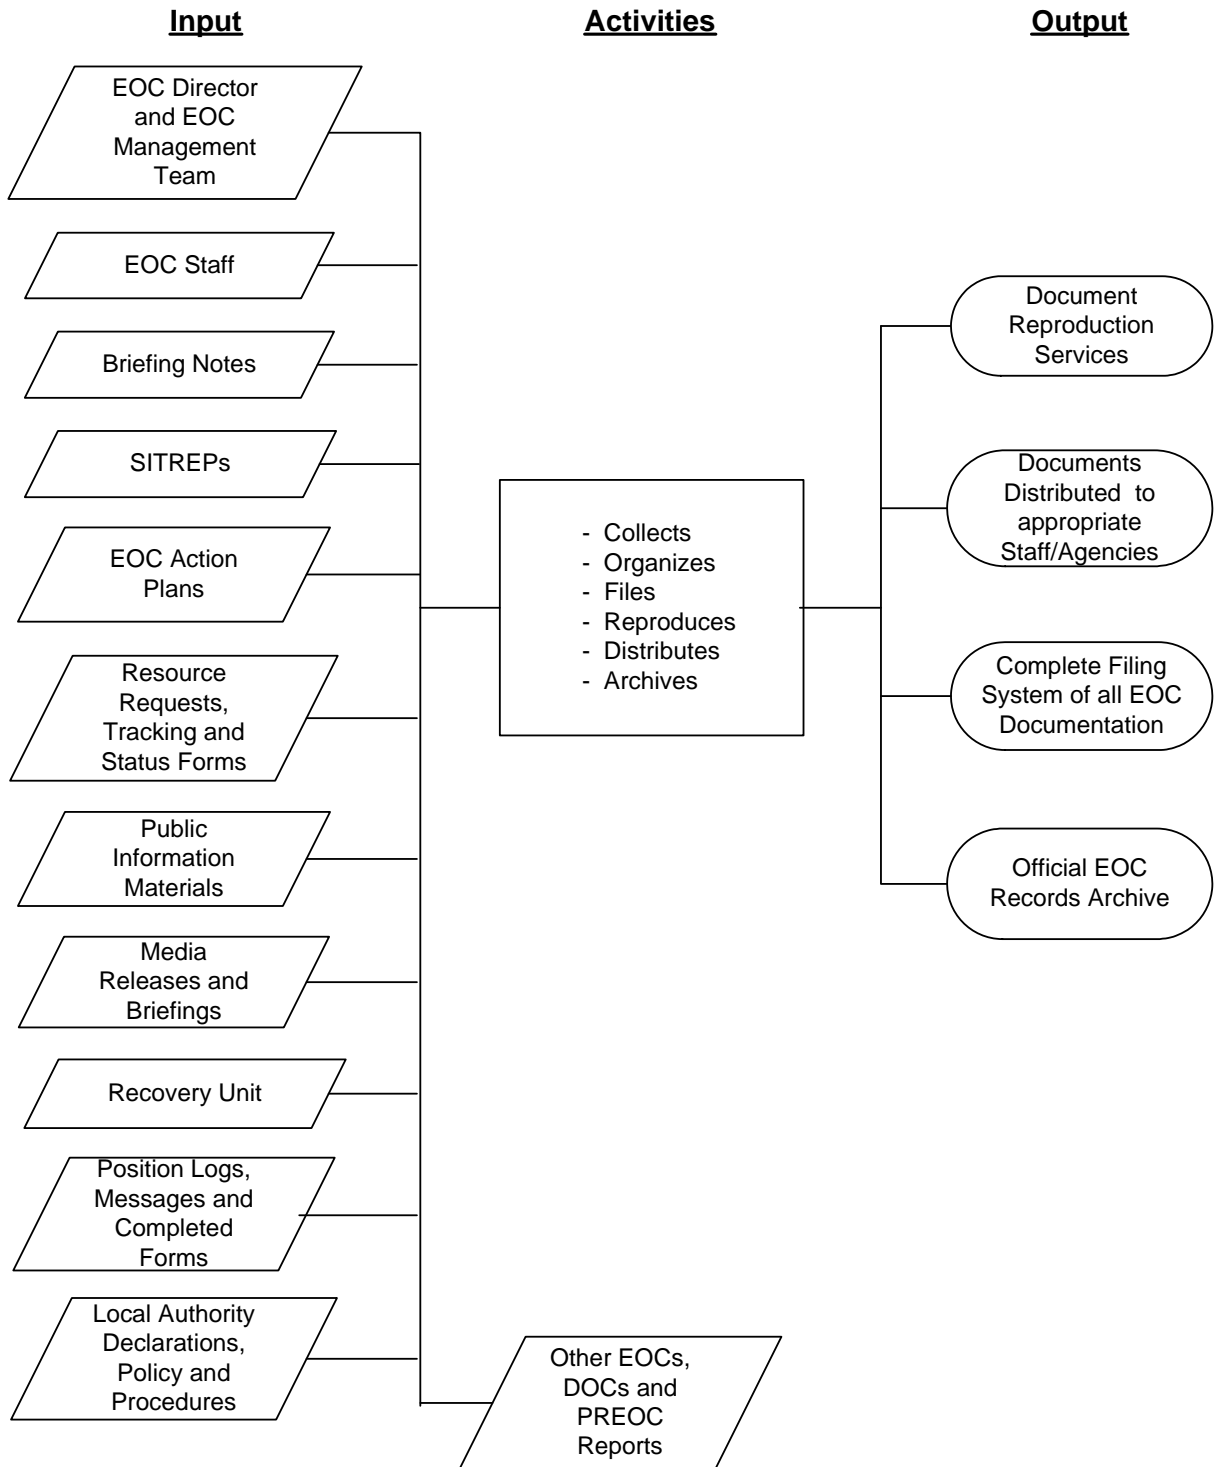 Input
Activities
Output
EOC Director
and EOC
Management
Team
EOC Staff
Briefing Notes
SITREPs
EOC Action
Plans
Resource
Requests,
Tracking and
Status Forms
Public
Information
Materials
Media
Releases and
Briefings
Recovery Unit
Position Logs,
Messages and
Completed
Forms
Local Authority
Declarations,
Policy and
Procedures
Other EOCs,
DOCs and
PREOC
Reports
- Collects
- Organizes
- Files
- Reproduces
- Distributes
- Archives
Document
Reproduction
Services
Documents
Distributed to
appropriate
Staff/Agencies
Complete Filing
System of all EOC
Documentation
Official EOC
Records Archive